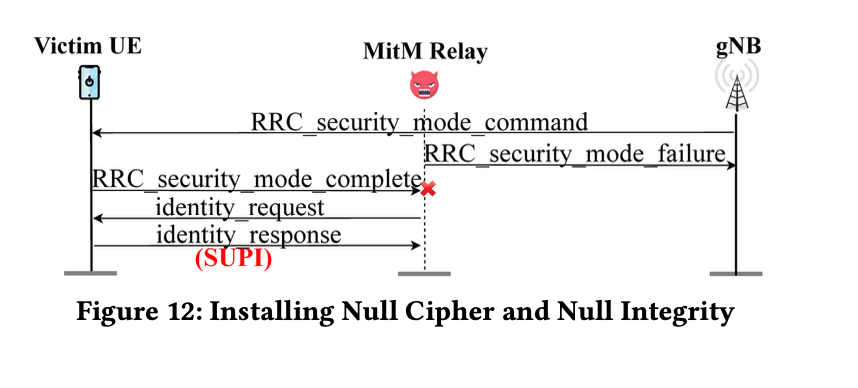 Victim UE
MitM Relay
gNB
RRC_security_mode_command
RRC_security_mode_failure
RRC_security_mode_complete
identity_request
identity_response
(SUPI)
Figure 12: Installing Null Cipher and Null Integrity